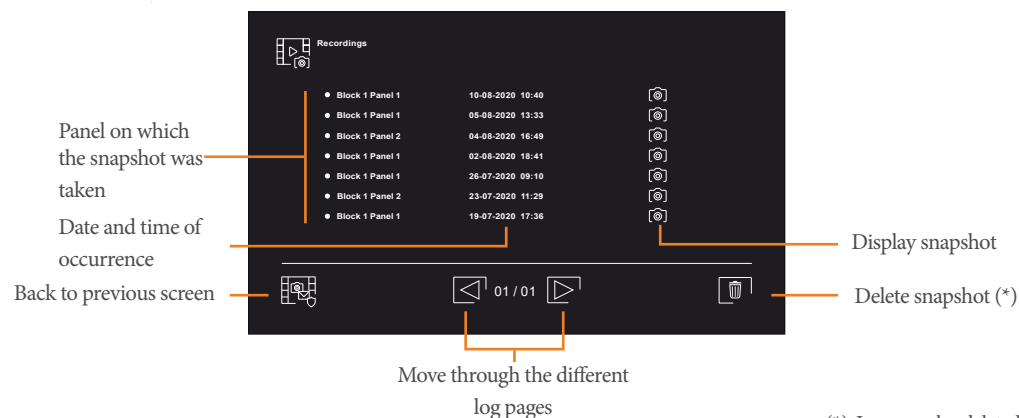 Recordings
Block 1 Panel 1 10-08-2020 10:40
Block 1 Panel 1 05-08-2020 13:33
Block 1 Panel 2 04-08-2020 16:49
Block 1 Panel 1 02-08-2020 18:41
Block 1 Panel 1 26-07-2020 09:10
Block 1 Panel 2 23-07-2020 11:29
Block 1 Panel 1 19-07-2020 17:36
Panel on which
the snapshot was
taken
Date and time of
occurrence
Display snapshot
Back to previous screen
01 / 01
Delete snapshot (*)
Move through the different
log pages